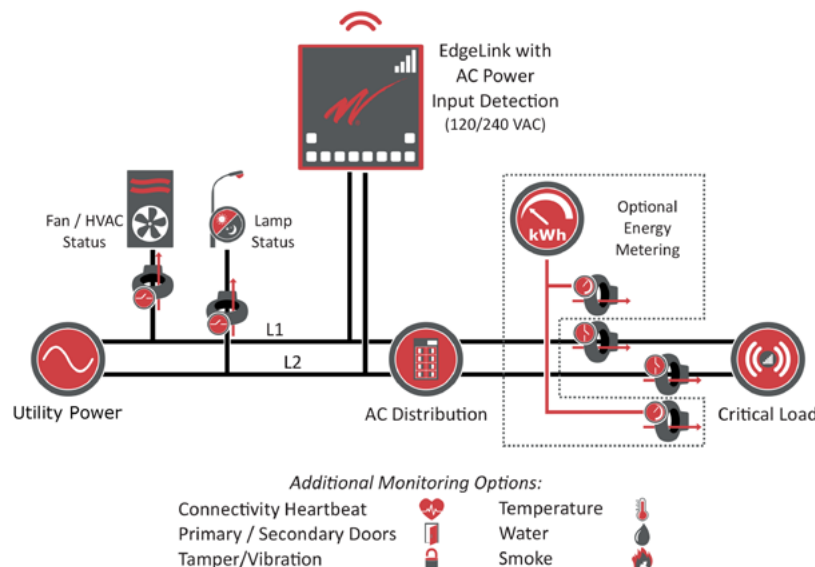 EdgeLink with
AC Power
Input Detection
(120/240 VAC)
Fan / HVAC
Status
Lamp
Status
Optional
Energy
Metering
kWh
L1
L2
Utility Power
AC Distribution
Critical Load
Additional Monitoring Options:
Connectivity Heartbeat
Temperature
Primary / Secondary Doors
Water
Tamper/Vibration
Smoke